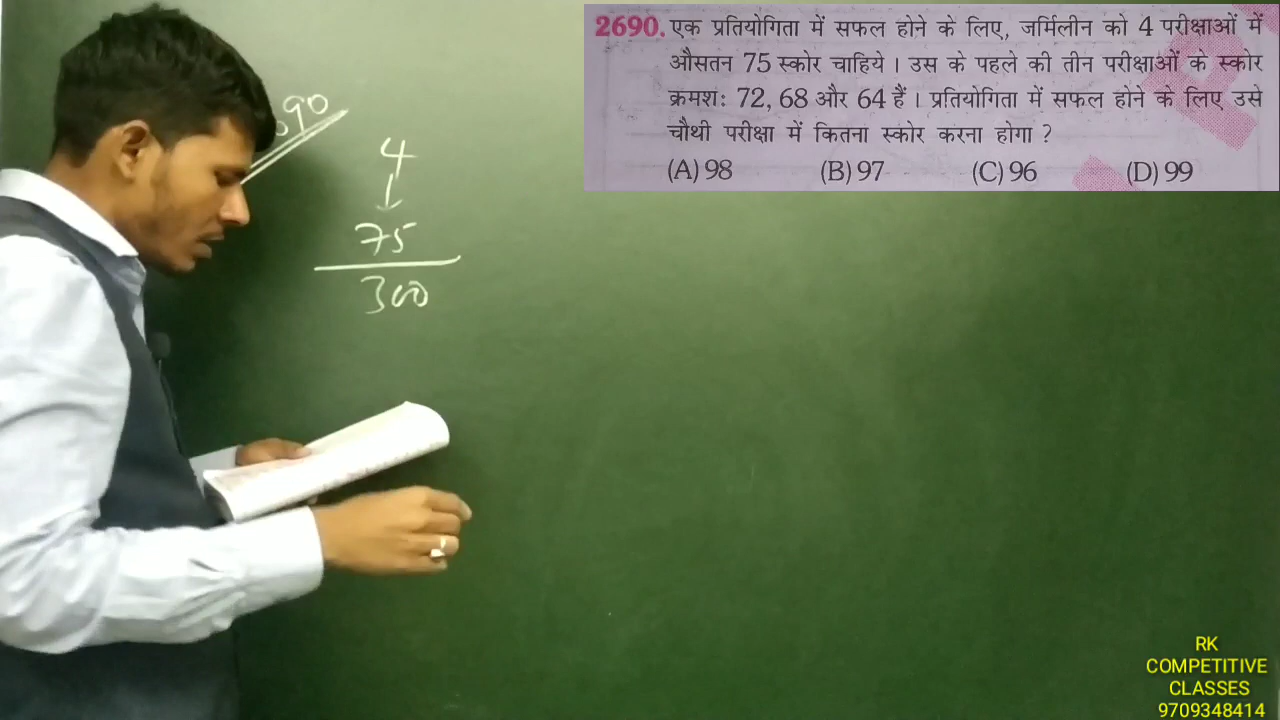 2690. एक प्रतियोगिता में सफल होने के लिए, जर्मिलीन को 4 परीक्षाओं में
औसतन 75 स्कोर चाहिये। उस के पहले की तीन परीक्षाओं के स्कोर
क्रमशः 72, 68 और 64 हैं। प्रतियोगिता में सफल होने के लिए उसे
चौथी परीक्षा में कितना स्कोर करना होगा ?
(A) 98 (B) 97 (C) 96 (D) 99
90
4
75
300
RK
COMPETITIVE
CLASSES
9709348414